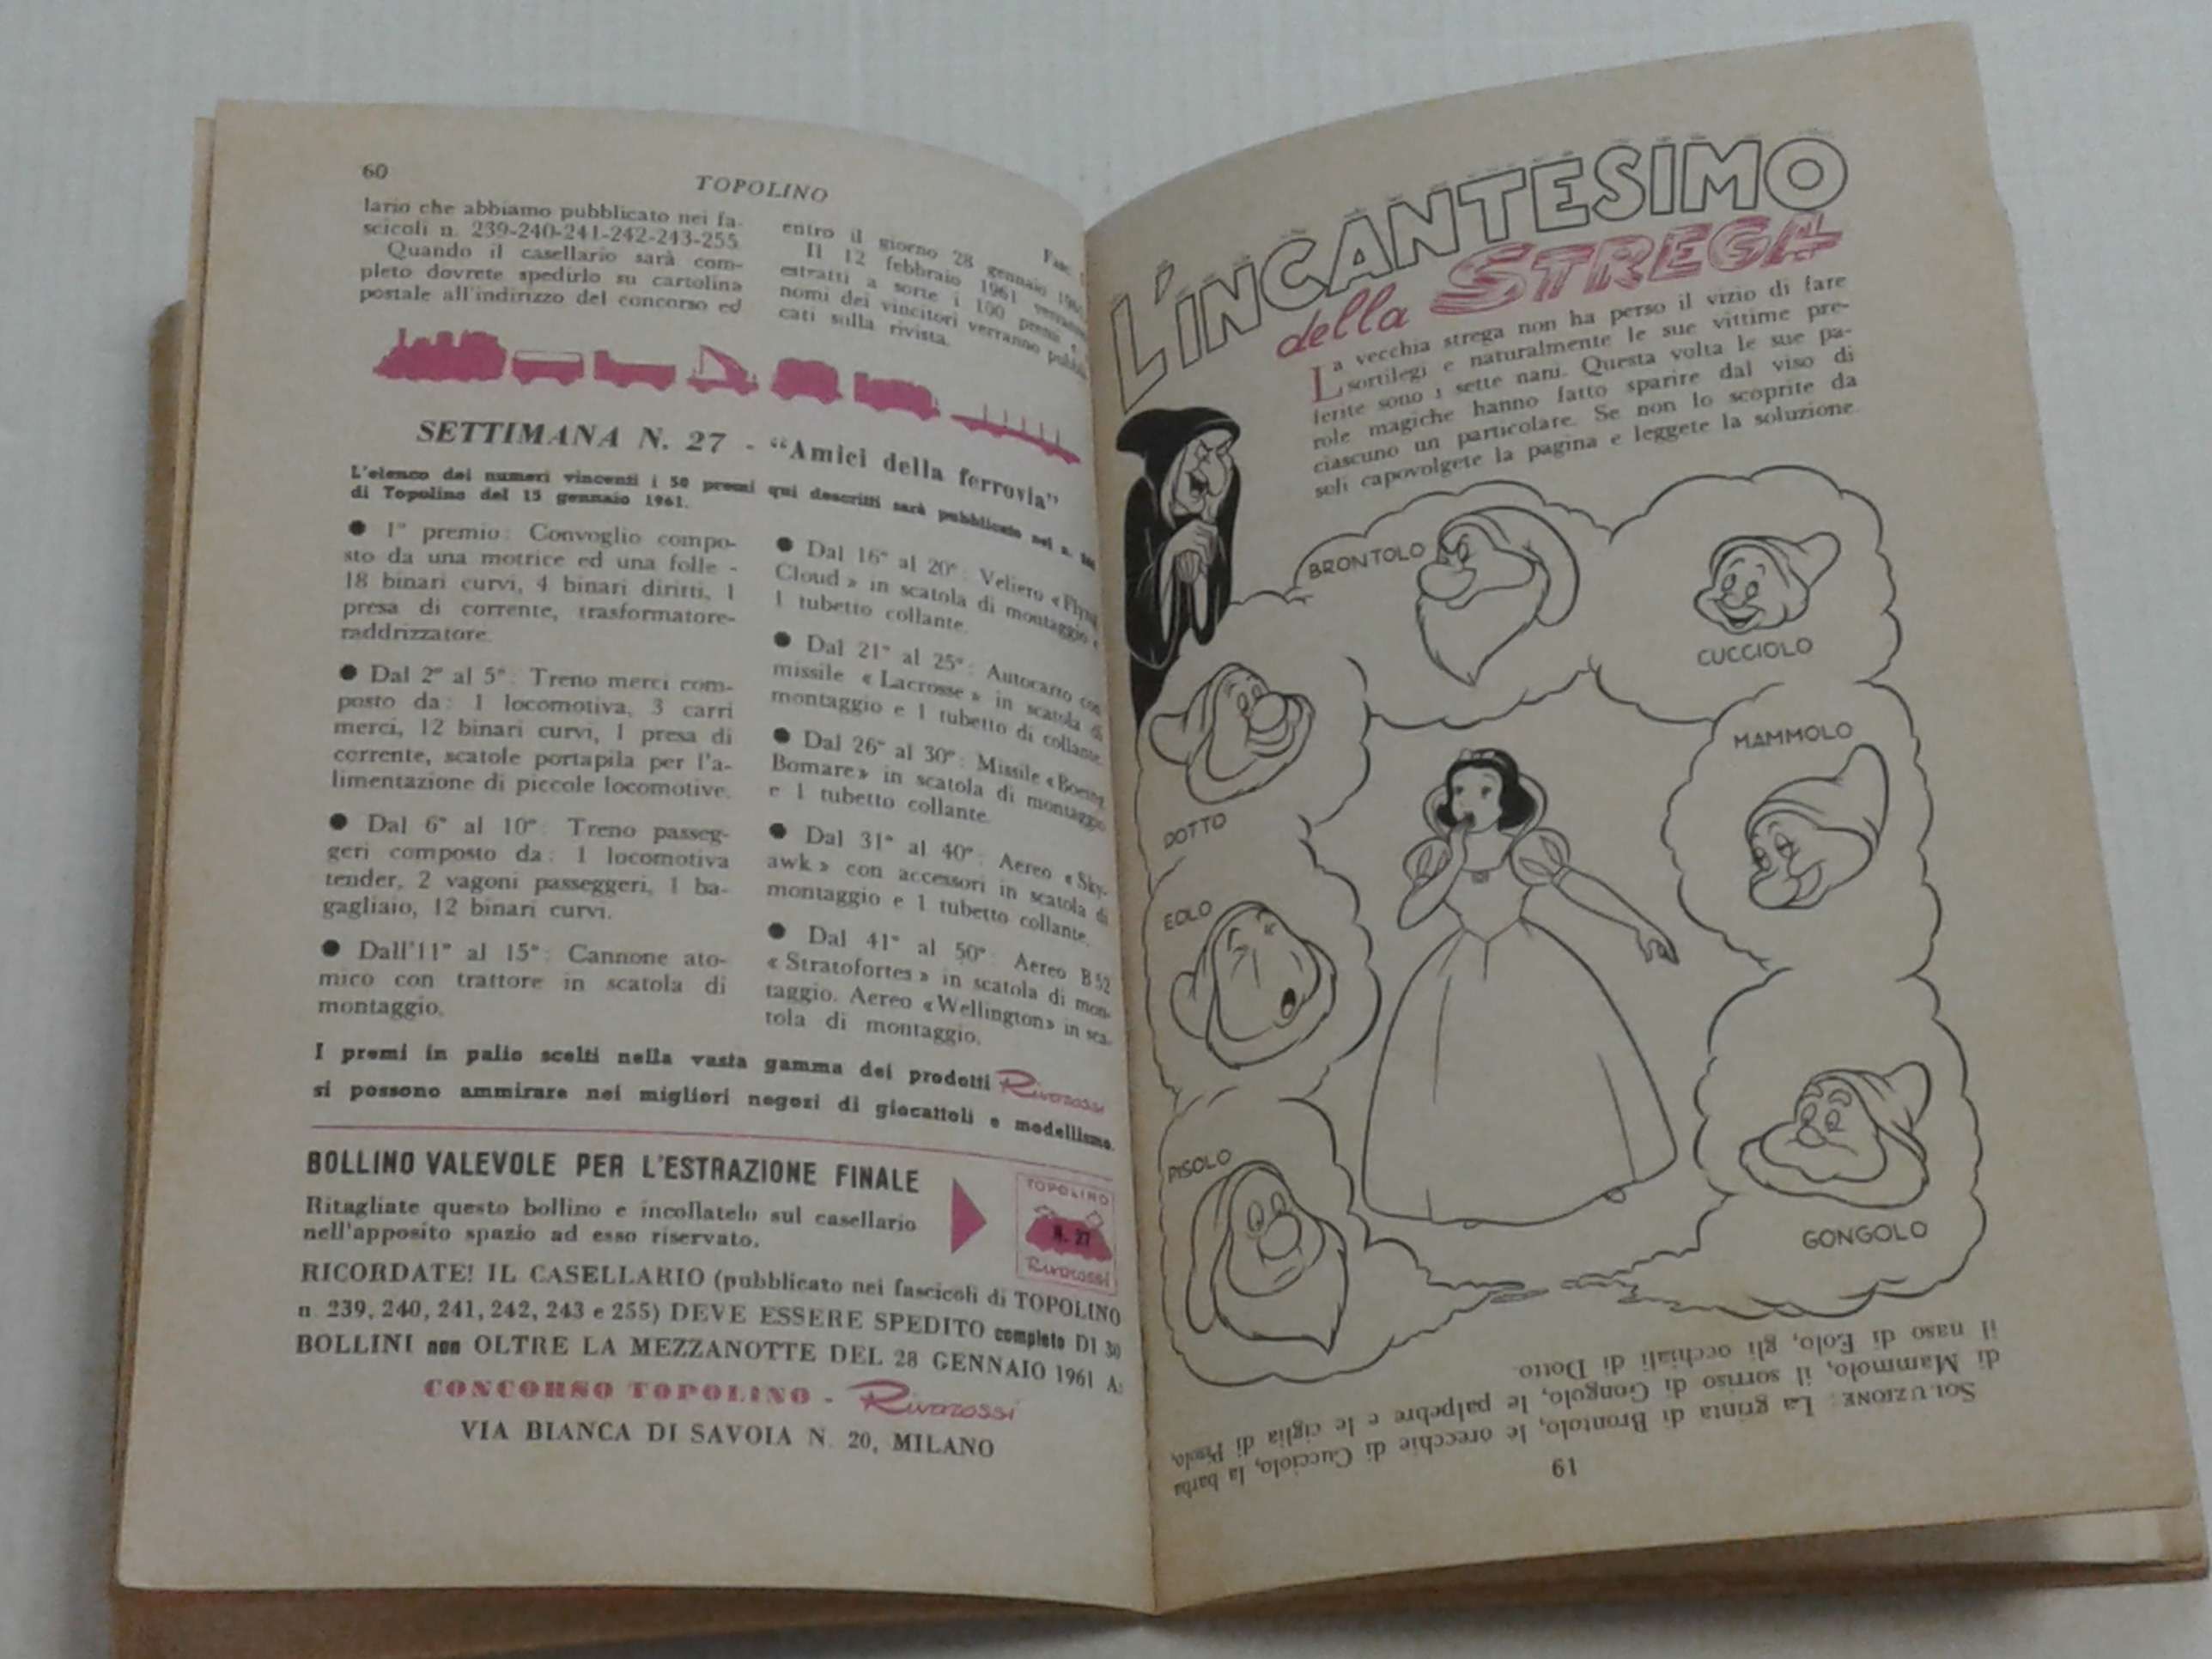 60
TOPOLINO
lario che abbiamo pubblicato nei fa-
scicoli n. 239-240-241-242-243-255.
Quando il casellario sarà com-
pleto dovrete spedirlo su cartolina
postale all'indirizzo del concorso ed
Fasc.
entro il giorno 28 gennaio
Il 12 febbraio 1961 verranno
estratti a sorte i 100 premi
nomi dei vincitori verranno pubbli
cati sulla rivista.
SETTIMANA N. 27 - "Amici della ferrovia"
L'elenco dei numeri vincenti i 50 premi qui descritti sarà pubblicato nel n.
di Topolino del 15 gennaio 1961.
● 1° premio: Convoglio compo-
sto da una motrice ed una folle -
18 binari curvi, 4 binari diritti, 1
presa di corrente, trasformatore-
raddrizzatore.
● Dal 2° al 5°: Treno merci com-
posto da: 1 locomotiva, 3 carri
merci, 12 binari curvi, 1 presa di
corrente, scatole portapila per l'a-
limentazione di piccole locomotive.
● Dal 6° al 10°: Treno passeg-
geri composto da: 1 locomotiva
tender, 2 vagoni passeggeri, 1 ba-
gagliaio, 12 binari curvi.
● Dall'11° al 15°: Cannone ato-
mico con trattore in scatola di
montaggio.
● Dal 16° al 20°: Veliero «Flyng
Cloud» in scatola di montaggio e
1 tubetto collante.
● Dal 21° al 25°: Autocarro con
missile «Lacrosse» in scatola di
montaggio e 1 tubetto di collante.
● Dal 26° al 30°: Missile «Boeing
Bomare» in scatola di montaggio
e 1 tubetto collante.
● Dal 31° al 40°: Aereo «Sky-
awk» con accessori in scatola di
montaggio e 1 tubetto collante.
● Dal 41° al 50°: Aereo B 52
«Stratofortes» in scatola di mon-
taggio. Aereo «Wellington» in sca-
tola di montaggio.
I premi in palio scelti nella vasta gamma dei prodotti Rivarossi
si possono ammirare nei migliori negozi di giocattoli e modellismo.
BOLLINO VALEVOLE PER L'ESTRAZIONE FINALE
Ritagliate questo bollino e incollatelo sul casellario
nell'apposito spazio ad esso riservato.
TOPOLINO
N. 27
Rivarossi
RICORDATE! IL CASELLARIO (pubblicato nei fascicoli di TOPOLINO
n. 239, 240, 241, 242, 243 e 255) DEVE ESSERE SPEDITO completo DI 30
BOLLINI non OLTRE LA MEZZANOTTE DEL 28 GENNAIO 1961 A:
CONCORSO TOPOLINO - Rivarossi
VIA BIANCA DI SAVOIA N. 20, MILANO
L'INCANTESIMO
della STREGA
La vecchia strega non ha perso il vizio di fare
sortilegi e naturalmente le sue vittime pre-
ferite sono i sette nani. Questa volta le sue pa-
role magiche hanno fatto sparire dal viso di
ciascuno un particolare. Se non lo scoprite da
soli capovolgete la pagina e leggete la soluzione.
BRONTOLO
CUCCIOLO
DOTTO
MAMMOLO
EOLO
PISOLO
GONGOLO
SOLUZIONE: La grinta di Brontolo, le orecchie di Cucciolo, la barba
di Mammolo, il sorriso di Gongolo, le palpebre e le ciglia di Pisolo,
il naso di Eolo, gli occhiali di Dotto.
19